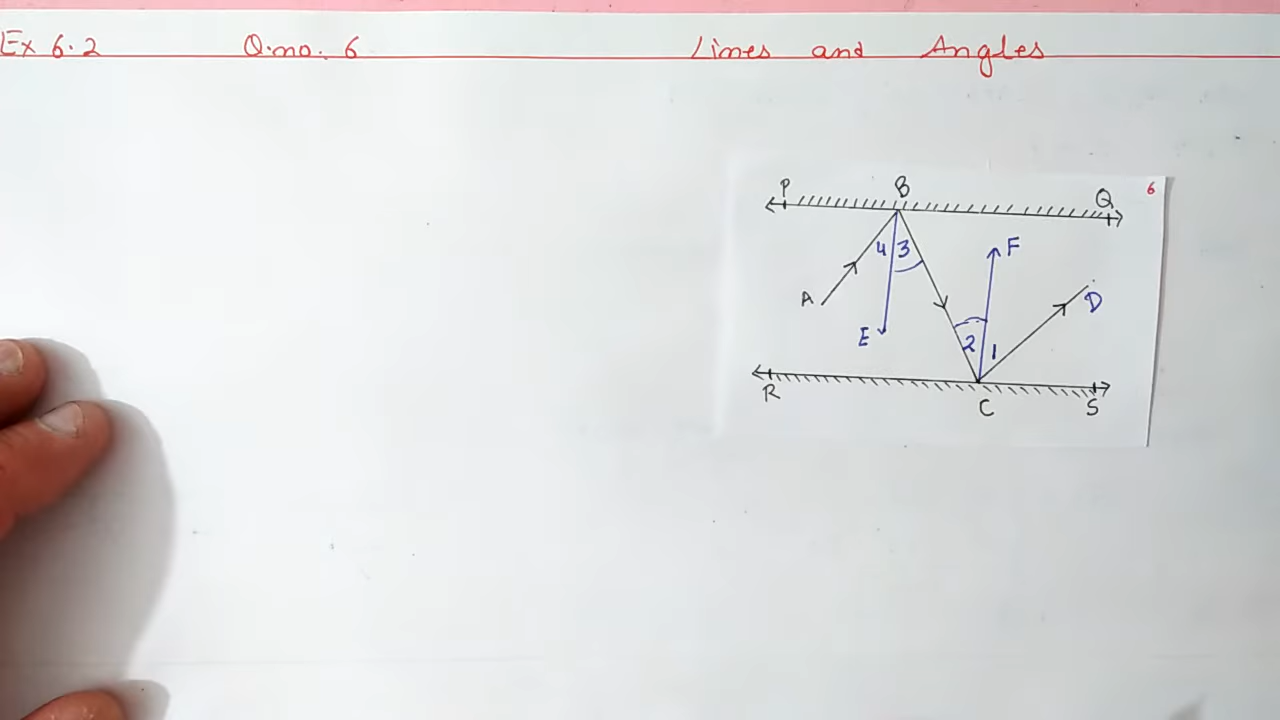 Ex 6.2 Q.no. 6 Lines and Angles
6
P B Q
4 3 F
A D
E 2 1
R C S